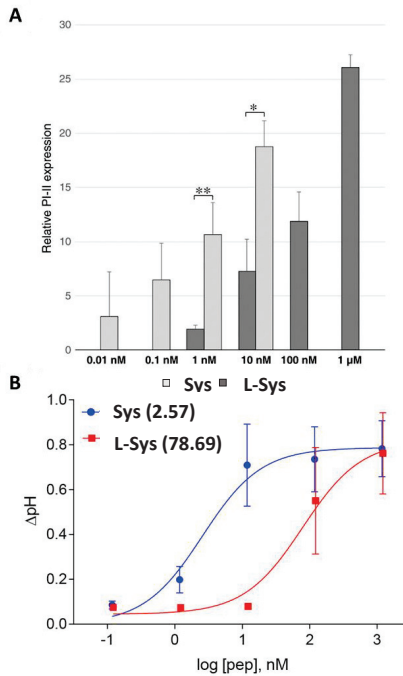 A
Relative PI-II expression
30
25
20
15
10
5
0
**
*
0.01 nM 0.1 nM 1 nM 10 nM 100 nM 1 µM
Sys L-Sys
B
Sys (2.57)
L-Sys (78.69)
ΔpH
1.0
0.8
0.6
0.4
0.2
0.0
-1 0 1 2 3
log [pep], nM